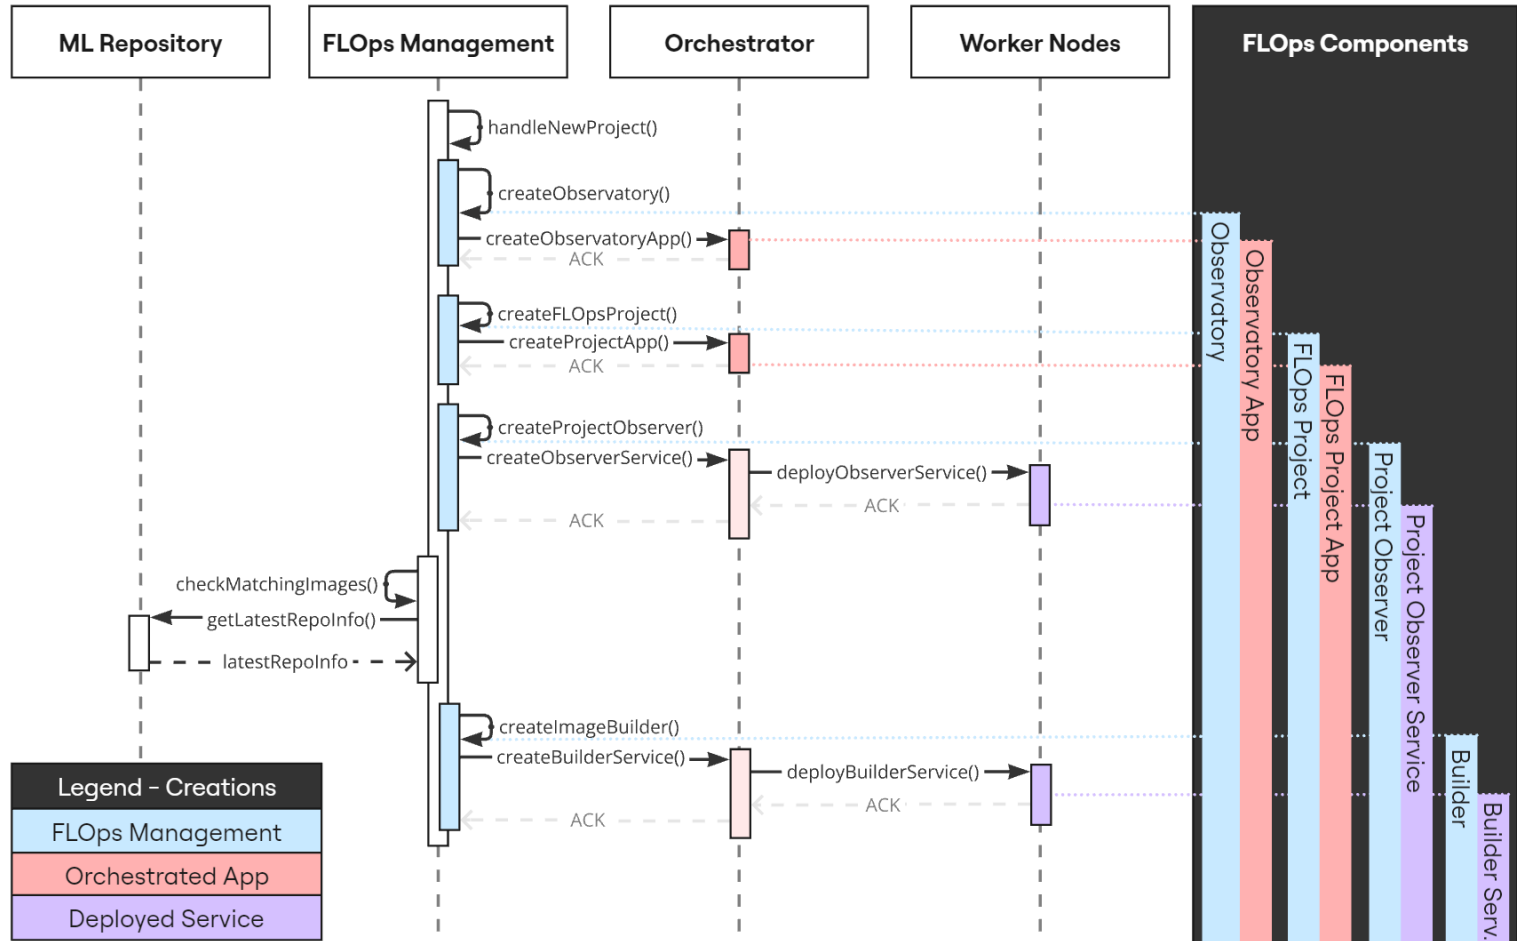 ML Repository
FLOps Management
Orchestrator
Worker Nodes
FLOps Components
handleNewProject()
createObservatory()
createObservatoryApp()
ACK
createFLOpsProject()
createProjectApp()
ACK
createProjectObserver()
createObserverService()
deployObserverService()
ACK
ACK
checkMatchingImages()
getLatestRepoInfo()
latestRepoInfo
createImageBuilder()
createBuilderService()
deployBuilderService()
ACK
ACK
Observatory
Observatory App
FLOps Project
FLOps Project App
Project Observer
Project Observer Service
Builder
Builder Serv.
Legend - Creations
FLOps Management
Orchestrated App
Deployed Service